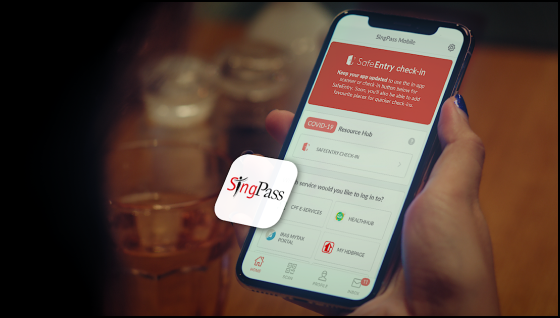 SingPass Mobile
SafeEntry check-in
Keep your app updated to use the in-app
scanner or check-in button below for
SafeEntry. Soon, you'll also be able to add
favourite places for quicker check-ins.
COVID-19 Resource Hub
SAFEENTRY CHECK-IN
service would you like to log in to?
SingPass
CPF E-SERVICES
HEALTHHUB
IRAS MYTAX
PORTAL
MY HDBPAGE
HOME
PROFILE
INBOX